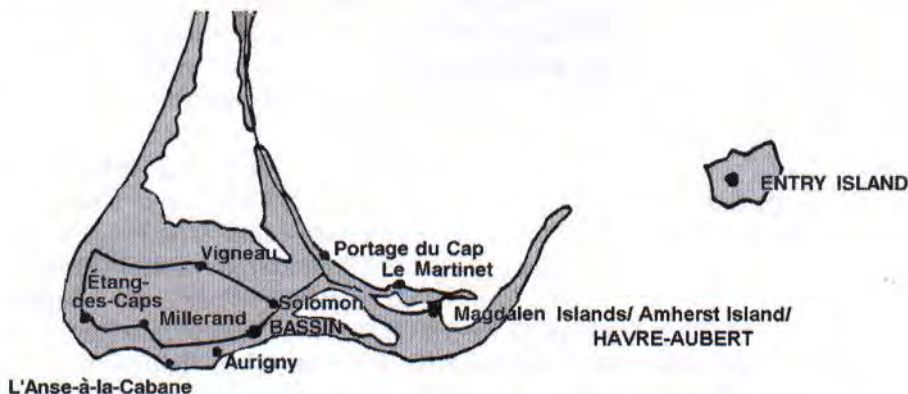 ENTRY ISLAND
Portage du Cap
Vigneau
Le Martinet
Étang-
des-Caps
Solomon
Millerand
Magdalen Islands/ Amherst Island/
BASSIN
HAVRE-AUBERT
Aurigny
L'Anse-à-la-Cabane